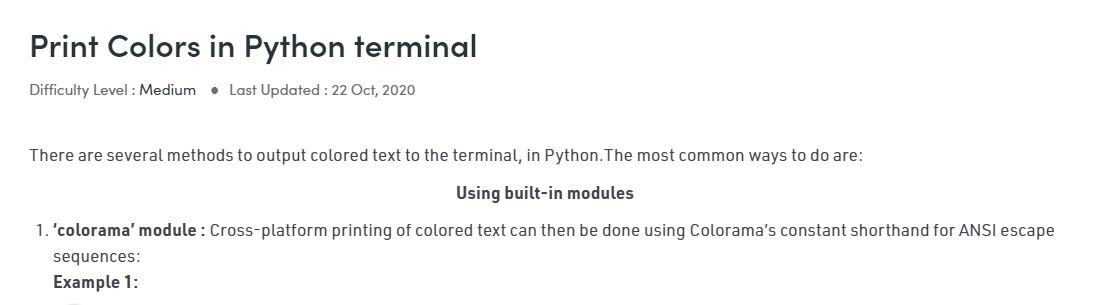 Print Colors in Python terminal
Difficulty Level : Medium ● Last Updated : 22 Oct, 2020
There are several methods to output colored text to the terminal, in Python.The most common ways to do are:
Using built-in modules
1. ‘colorama’ module : Cross-platform printing of colored text can then be done using Colorama’s constant shorthand for ANSI escape
sequences:
Example 1: